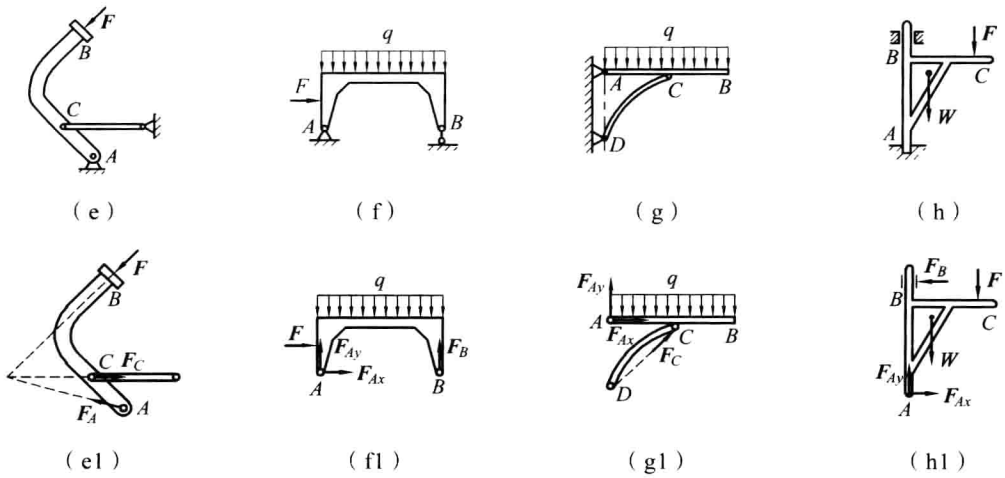 F
B
C
A
(e)
q
F
A
B
(f)
q
A
C
B
D
(g)
F
B
C
W
A
(h)
F
B
C
F_C
F_A
A
(e1)
q
F
F_Ay
F_B
F_Ax
A
B
(f1)
q
F_Ay
A
F_Ax
C
B
F_C
D
(g1)
F_B
F
B
C
W
F_Ay
F_Ax
A
(h1)